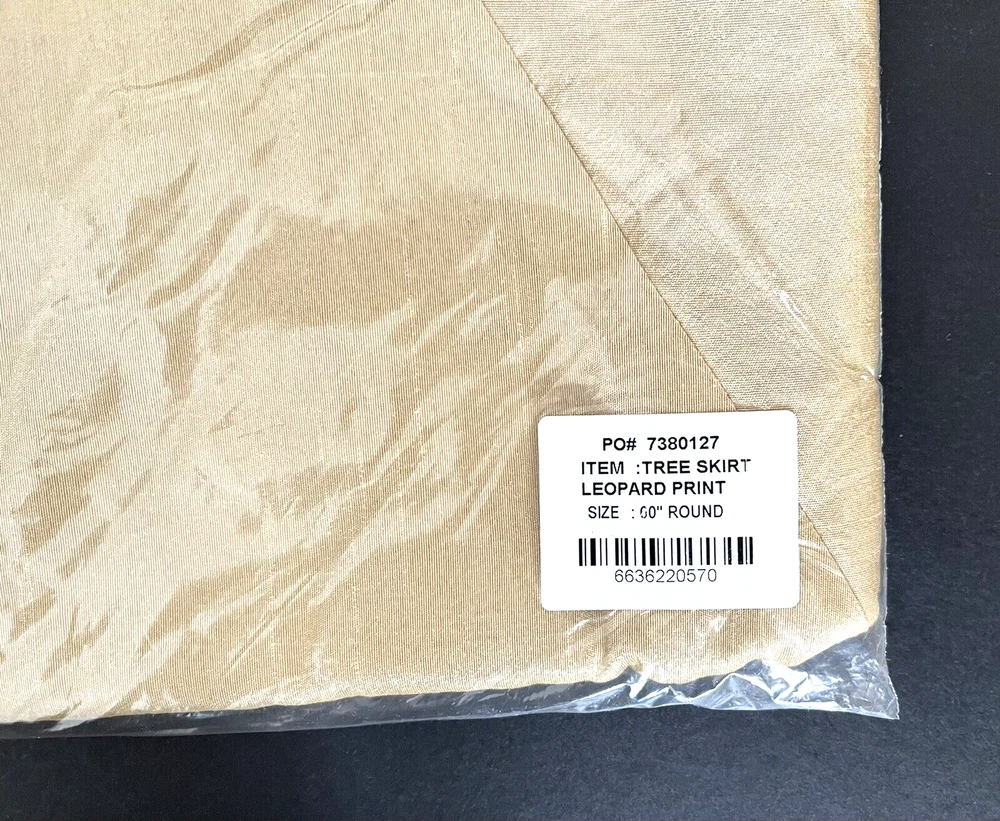 PO# 7380127
ITEM :TREE SKIRT
LEOPARD PRINT
SIZE : 60" ROUND
6636220570